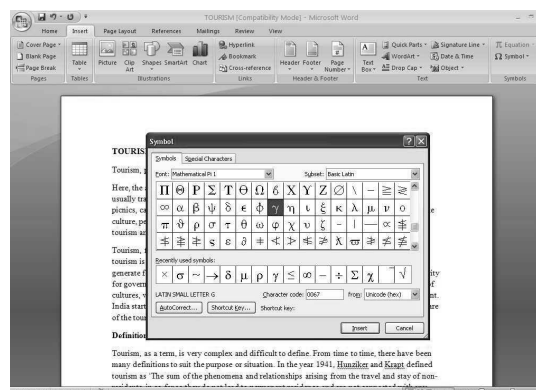 TOURISM [Compatibility Mode] - Microsoft Word
Home Insert Page Layout References Mailings Review View
Cover Page
Blank Page
Page Break
Pages
Table
Tables
Picture Clip Art Shapes SmartArt Chart
Illustrations
Hyperlink
Bookmark
Cross-reference
Links
Header Footer Page Number
Header & Footer
Text Box
Quick Parts
WordArt
Drop Cap
Signature Line
Date & Time
Object
Text
π Equation
Ω Symbol
Symbols
Symbol
Symbols Special Characters
Font: Mathematical Pi 1 Subset: Basic Latin
Π Θ Ρ Σ Τ Θ Ω 6 Χ Υ Ζ ∅ \ − ≧ ≷
∞ α β ψ δ ϵ ϕ γ η ι ξ κ λ μ ν ο
π ϑ ρ σ τ θ ω φ χ υ ζ - | — ∝
Recently used symbols:
× σ ~ → δ μ ρ γ ≤ ∞ − ÷ Σ χ ¯ √
LATIN SMALL LETTER G Character code: 0067 from: Unicode (hex)
AutoCorrect... Shortcut Key... Shortcut key:
Insert Cancel
TOURIS
Tourism,
Here, the
usually tra
picnics, ca
culture, pe
tourism ar
Tourism,
tourism is
generate f
for govern
cultures, v
India start
of the tour
Definition
Tourism, as a term, is very complex and difficult to define. From time to time, there have been
many definitions to suit the purpose or situation. In the year 1941, Hunziker and Krapt defined
tourism as "The sum of the phenomena and relationships arising from the travel and stay of non-